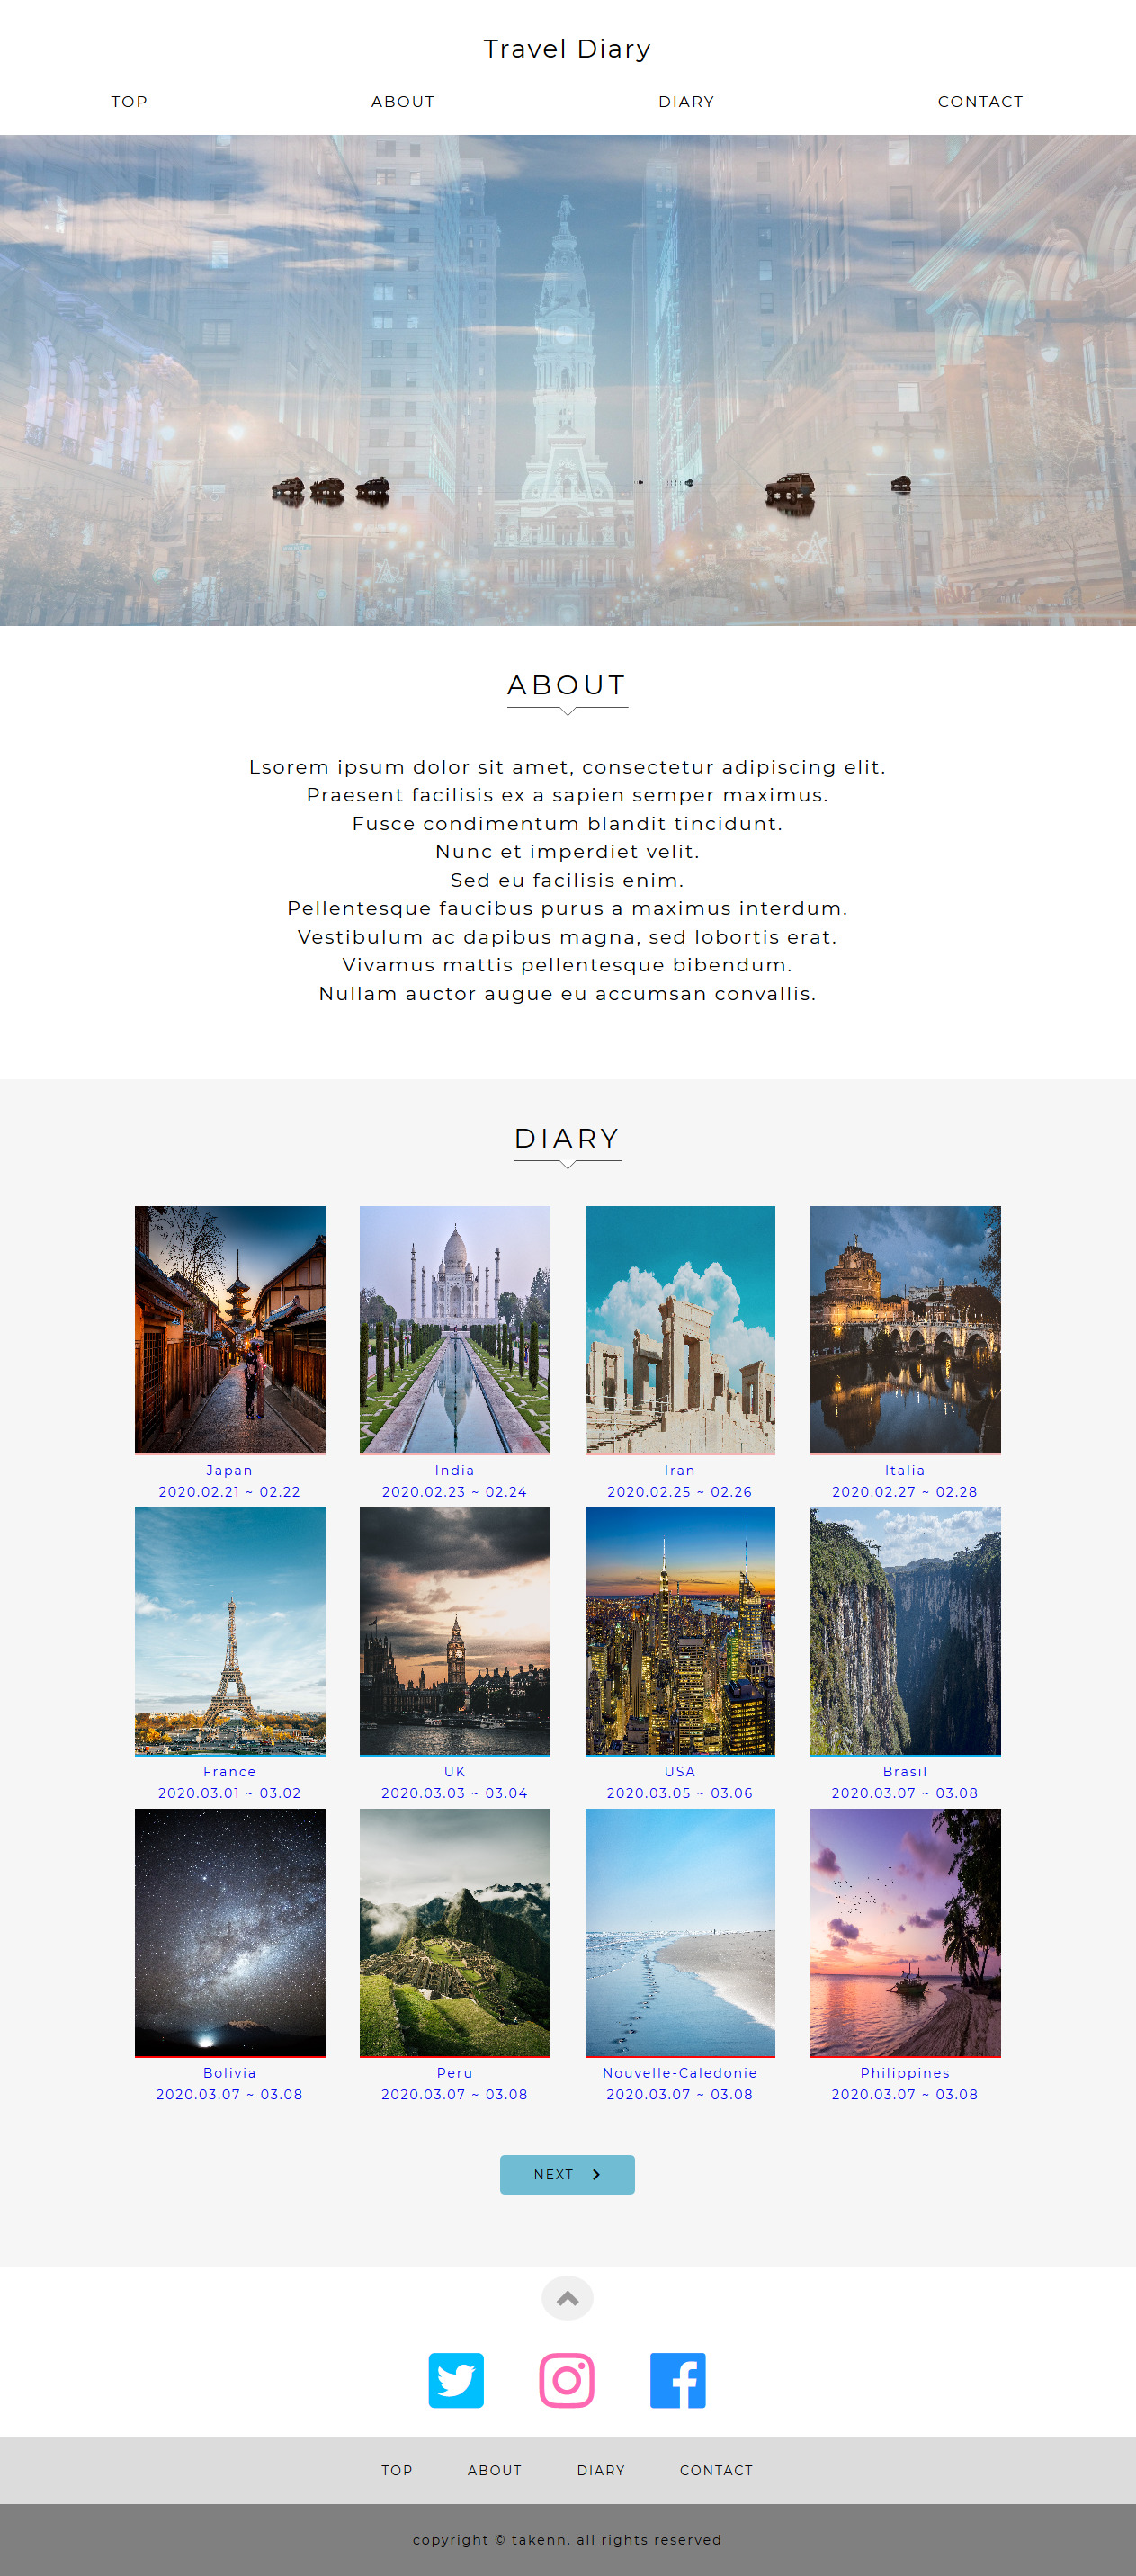 Travel Diary
TOP ABOUT DIARY CONTACT
ABOUT
Lsorem ipsum dolor sit amet, consectetur adipiscing elit.
Praesent facilisis ex a sapien semper maximus.
Fusce condimentum blandit tincidunt.
Nunc et imperdiet velit.
Sed eu facilisis enim.
Pellentesque faucibus purus a maximus interdum.
Vestibulum ac dapibus magna, sed lobortis erat.
Vivamus mattis pellentesque bibendum.
Nullam auctor augue eu accumsan convallis.
DIARY
Japan India Iran Italia
2020.02.21 ~ 02.22 2020.02.23 ~ 02.24 2020.02.25 ~ 02.26 2020.02.27 ~ 02.28
France UK USA Brasil
2020.03.01 ~ 03.02 2020.03.03 ~ 03.04 2020.03.05 ~ 03.06 2020.03.07 ~ 03.08
Bolivia Peru Nouvelle-Caledonie Philippines
2020.03.07 ~ 03.08 2020.03.07 ~ 03.08 2020.03.07 ~ 03.08 2020.03.07 ~ 03.08
NEXT
TOP ABOUT DIARY CONTACT
copyright © takenn. all rights reserved